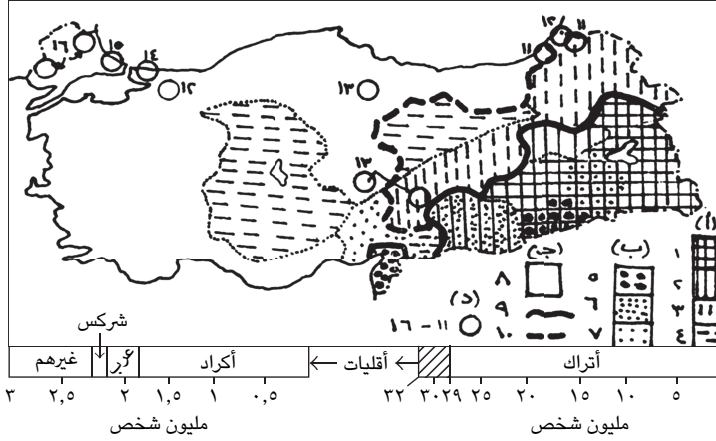 ١٦
١٥
١٤
١٢
١٣
١١
١٢
١١
١٣
(أ)
(ب)
(ج)
(د)
١
٢
٣
٤
٥
٦
٧
٨
٩
١٠
١١ - ١٦
أتراك
أقليات
أكراد
عرب
شركس
غيرهم
٥ ١٠ ١٥ ٢٠ ٢٥ ٢٩ ٣٠ ٣٢
مليون شخص
٠,٥ ١ ١,٥ ٢ ٢,٥ ٣
مليون شخص